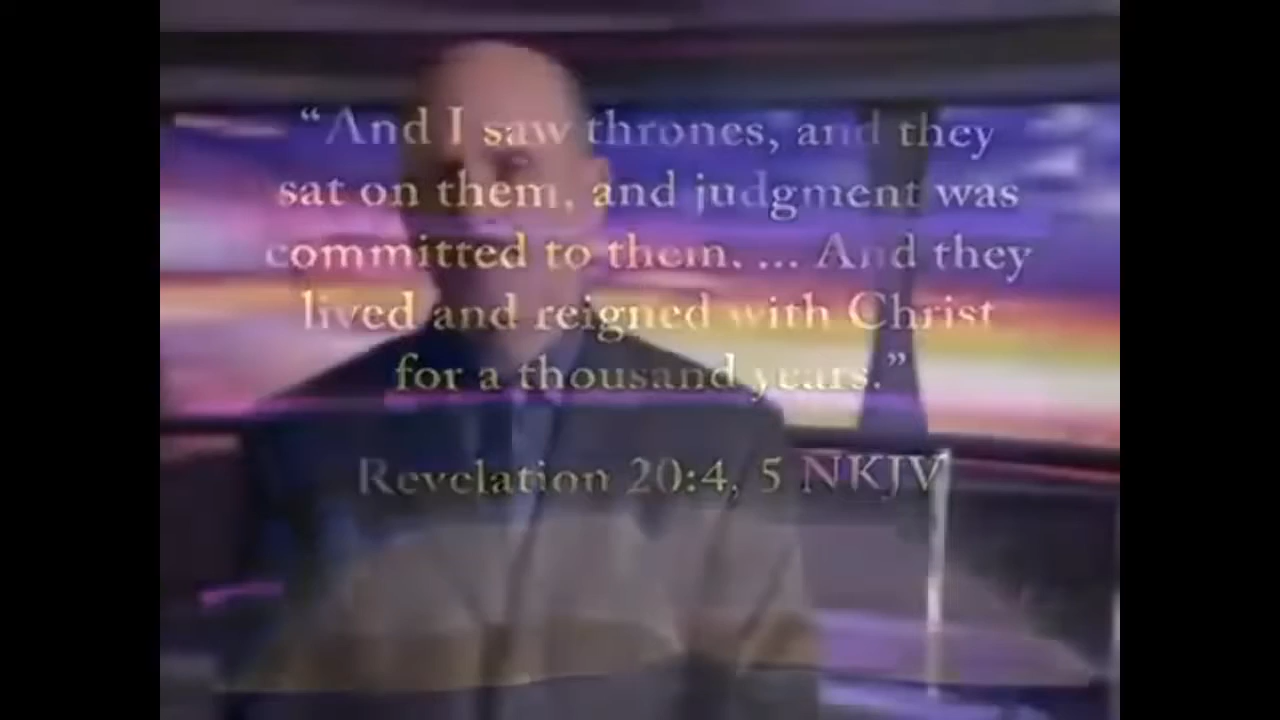 “And I saw thrones, and they
sat on them, and judgment was
committed to them. ... And they
lived and reigned with Christ
for a thousand years.”
Revelation 20:4, 5 NKJV